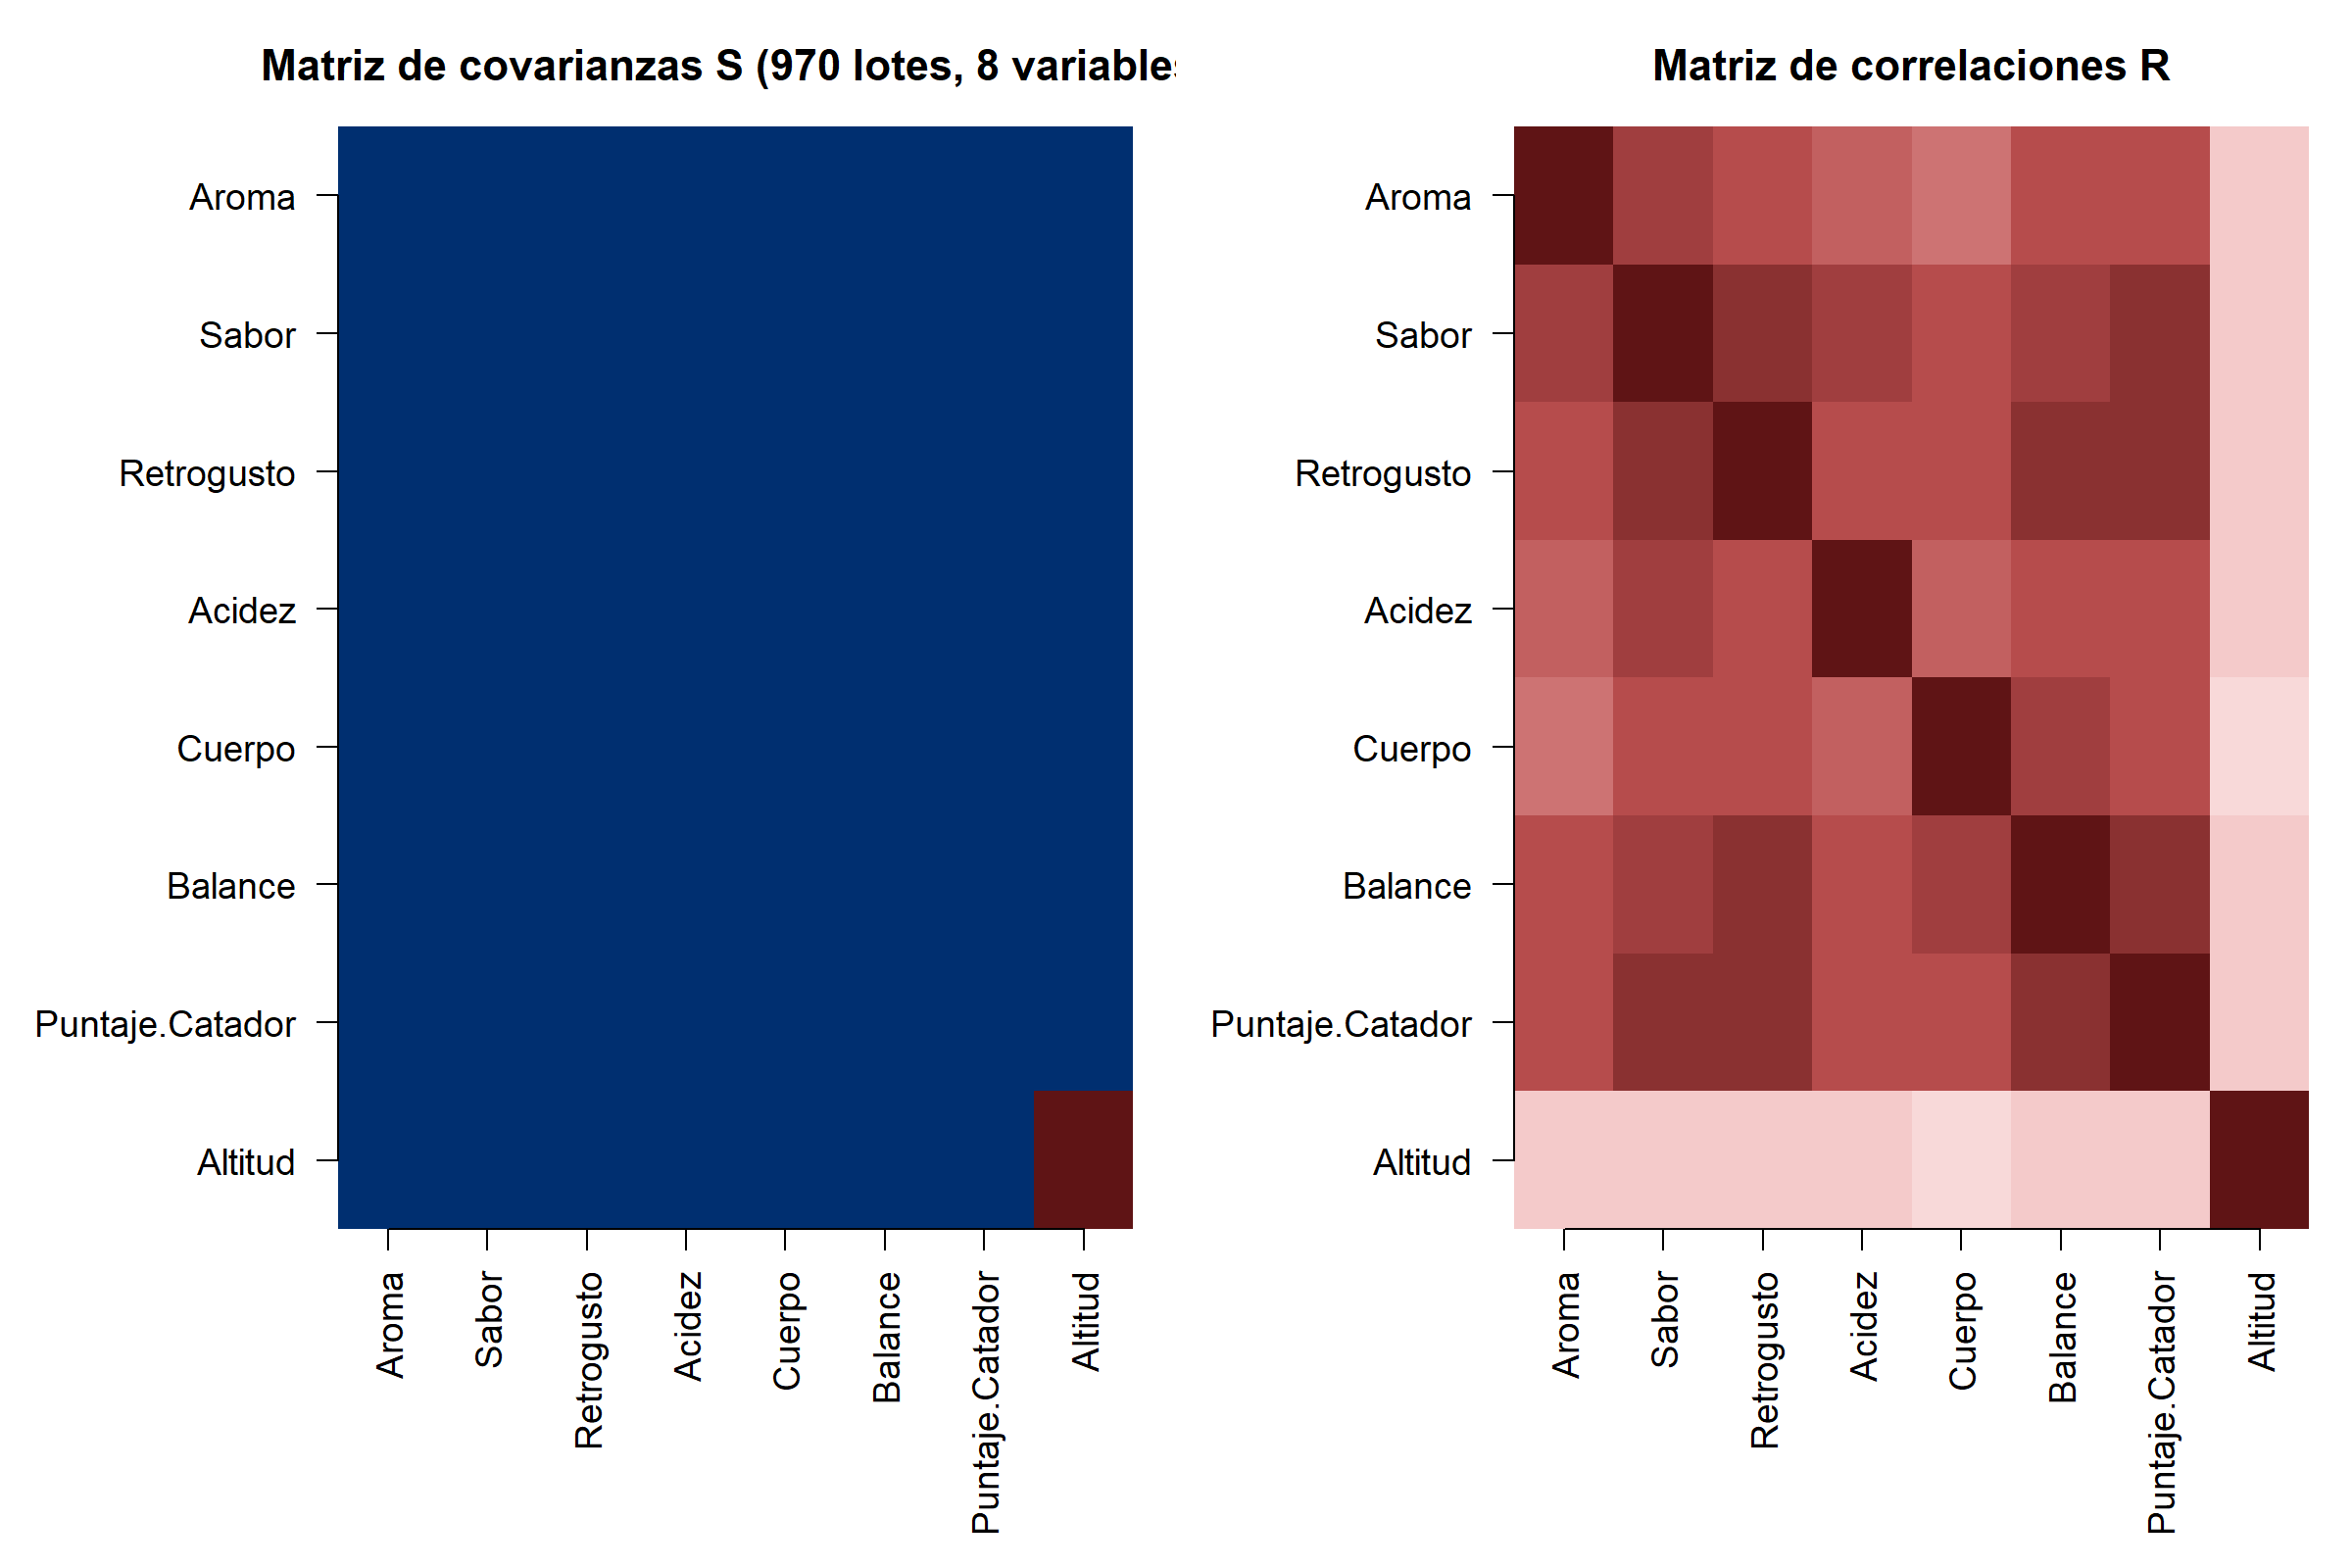 Matriz de covarianzas S (970 lotes, 8 variables
Aroma
Sabor
Retrogusto
Acidez
Cuerpo
Balance
Puntaje.Catador
Altitud
Aroma
Sabor
Retrogusto
Acidez
Cuerpo
Balance
Puntaje.Catador
Altitud
Matriz de correlaciones R
Aroma
Sabor
Retrogusto
Acidez
Cuerpo
Balance
Puntaje.Catador
Altitud
Aroma
Sabor
Retrogusto
Acidez
Cuerpo
Balance
Puntaje.Catador
Altitud